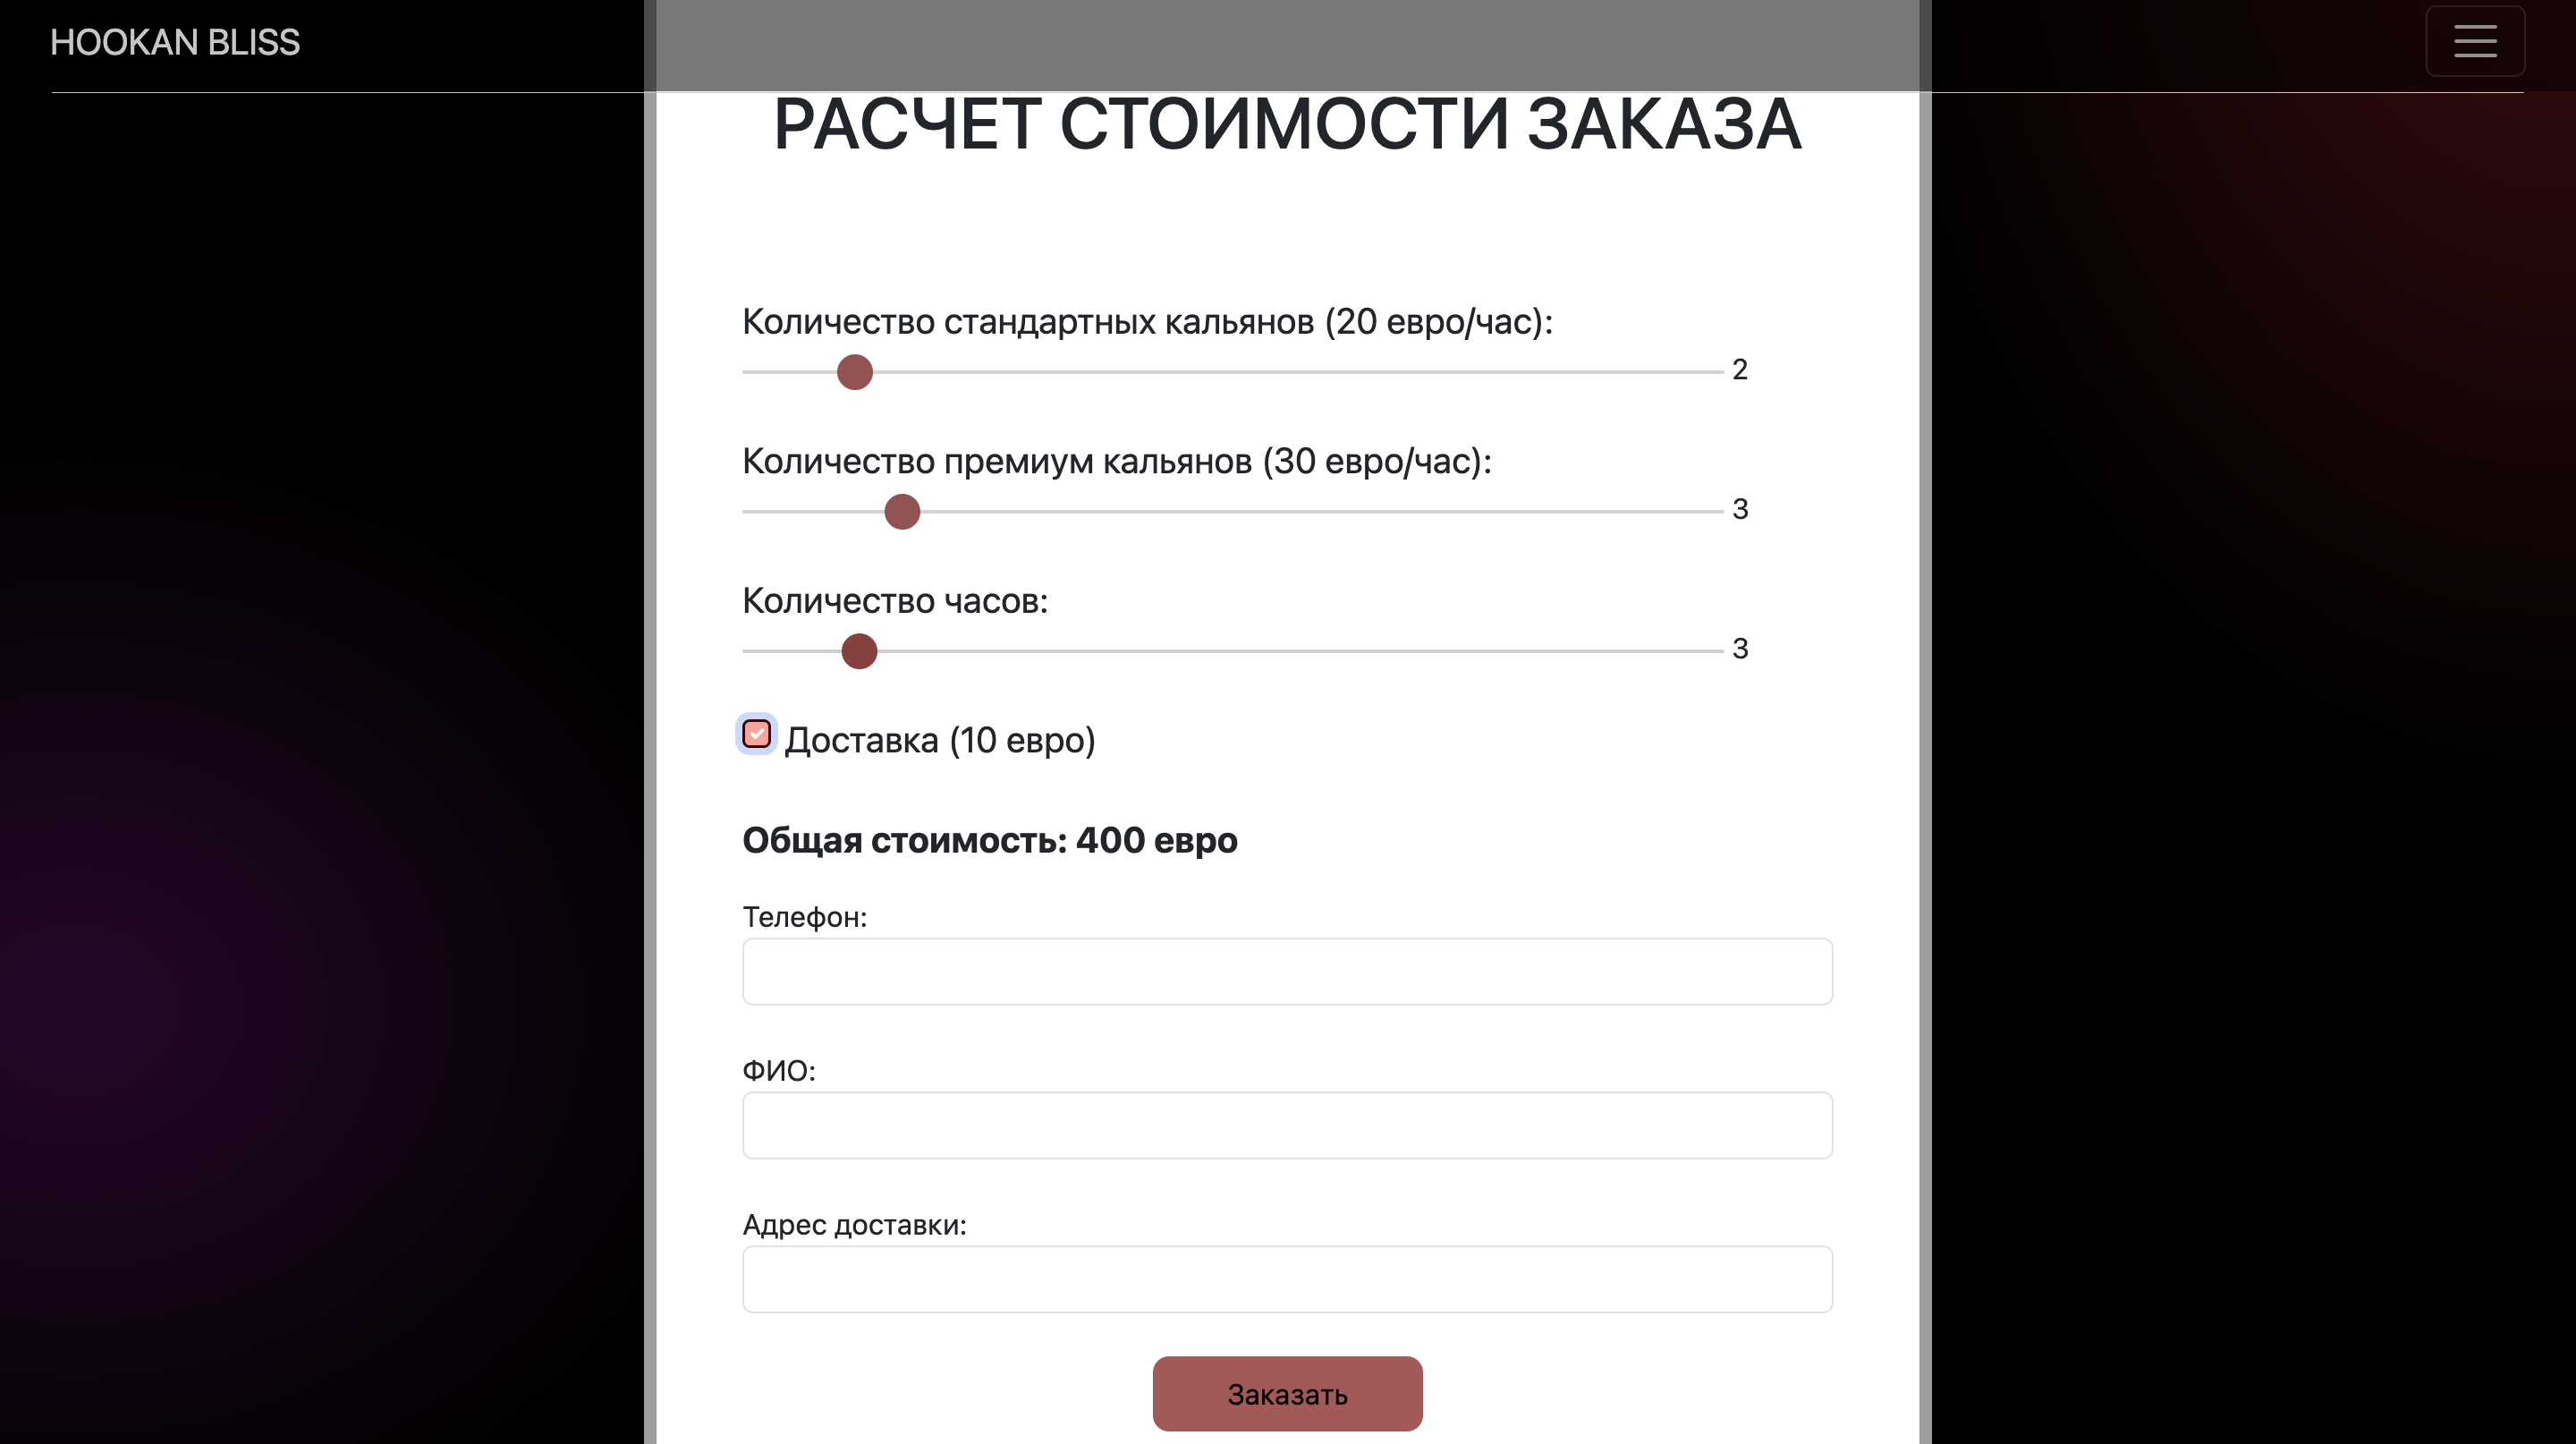 HOOKAN BLISS
РАСЧЕТ СТОИМОСТИ ЗАКАЗА
Количество стандартных кальянов (20 евро/час):
2
Количество премиум кальянов (30 евро/час):
3
Количество часов:
3
Доставка (10 евро)
Общая стоимость: 400 евро
Телефон:
ФИО:
Адрес доставки:
Заказать